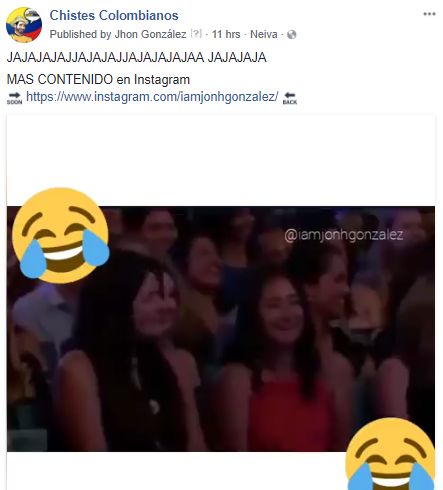 Chistes Colombianos
Published by Jhon González [?] · 11 hrs · Neiva ·
JAJAJAJAJJAJAJAJJAJAJAJAJAA JAJAJAJA
MAS CONTENIDO en Instagram
SOON https://www.instagram.com/iamjonhgonzalez/ BACK
@iamjonhgonzalez